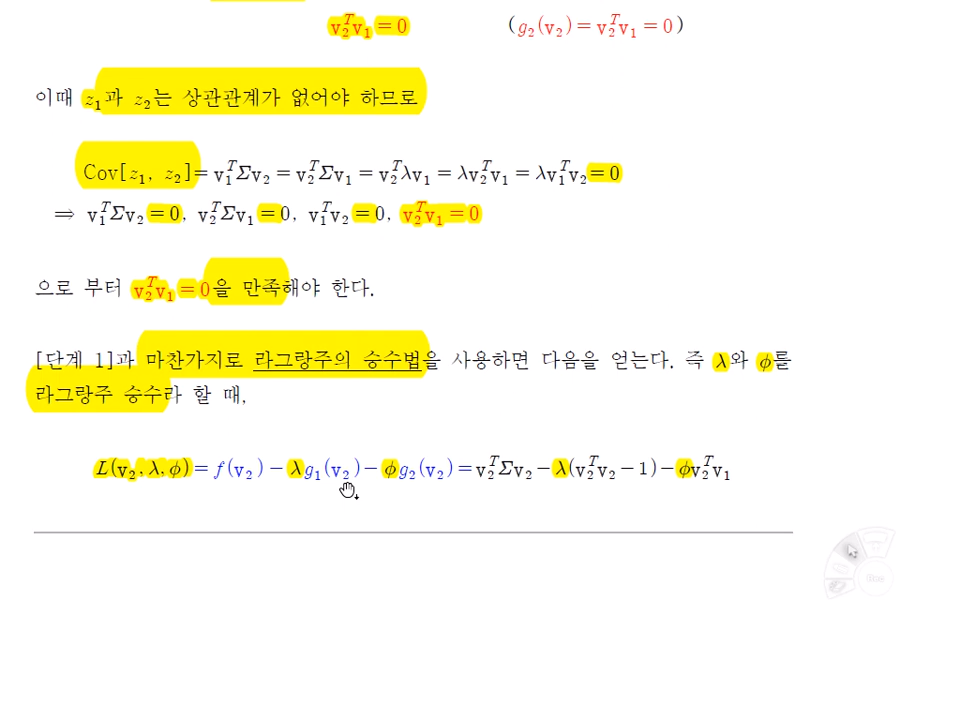 v₂ᵀv₁ = 0 (g₂(v₂) = v₂ᵀv₁ = 0)
이때 z₁과 z₂는 상관관계가 없어야 하므로
Cov[z₁, z₂] = v₁ᵀΣv₂ = v₂ᵀΣv₁ = v₂ᵀλv₁ = λv₂ᵀv₁ = λv₁ᵀv₂ = 0
⟹ v₁ᵀΣv₂ = 0, v₂ᵀΣv₁ = 0, v₁ᵀv₂ = 0, v₂ᵀv₁ = 0
으로 부터 v₂ᵀv₁ = 0을 만족해야 한다.
[단계 1]과 마찬가지로 라그랑주의 승수법을 사용하면 다음을 얻는다. 즉 λ와 ϕ를
라그랑주 승수라 할 때,
L(v₂, λ, ϕ) = f(v₂) − λg₁(v₂) − ϕg₂(v₂) = v₂ᵀΣv₂ − λ(v₂ᵀv₂ − 1) − ϕv₂ᵀv₁